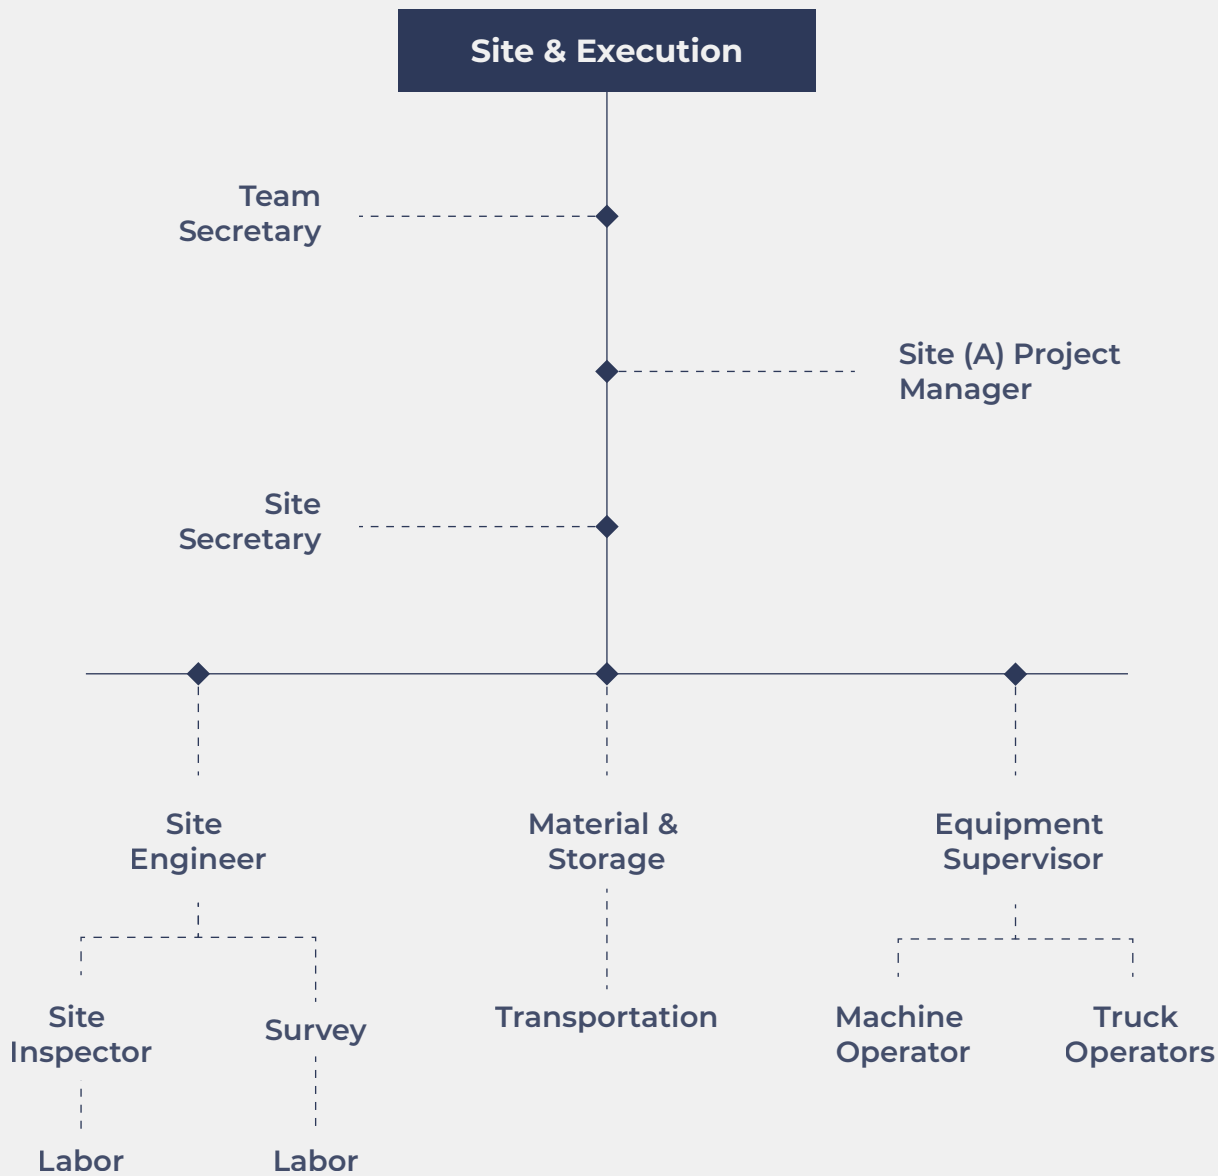 Site & Execution
Team
Secretary
Site (A) Project
Manager
Site
Secretary
Site
Engineer
Material &
Storage
Equipment
Supervisor
Site
Inspector
Survey
Transportation
Machine
Operator
Truck
Operators
Labor
Labor